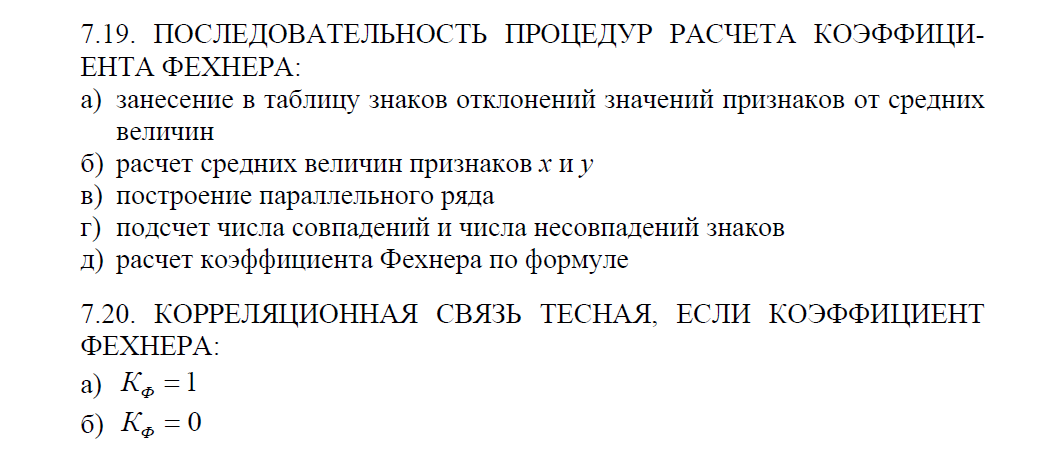 7.19. ПОСЛЕДОВАТЕЛЬНОСТЬ ПРОЦЕДУР РАСЧЕТА КОЭФФИЦИ-
ЕНТА ФЕХНЕРА:
а) занесение в таблицу знаков отклонений значений признаков от средних
величин
б) расчет средних величин признаков x и y
в) построение параллельного ряда
г) подсчет числа совпадений и числа несовпадений знаков
д) расчет коэффициента Фехнера по формуле
7.20. КОРРЕЛЯЦИОННАЯ СВЯЗЬ ТЕСНАЯ, ЕСЛИ КОЭФФИЦИЕНТ
ФЕХНЕРА:
а) K_Ф = 1
б) K_Ф = 0